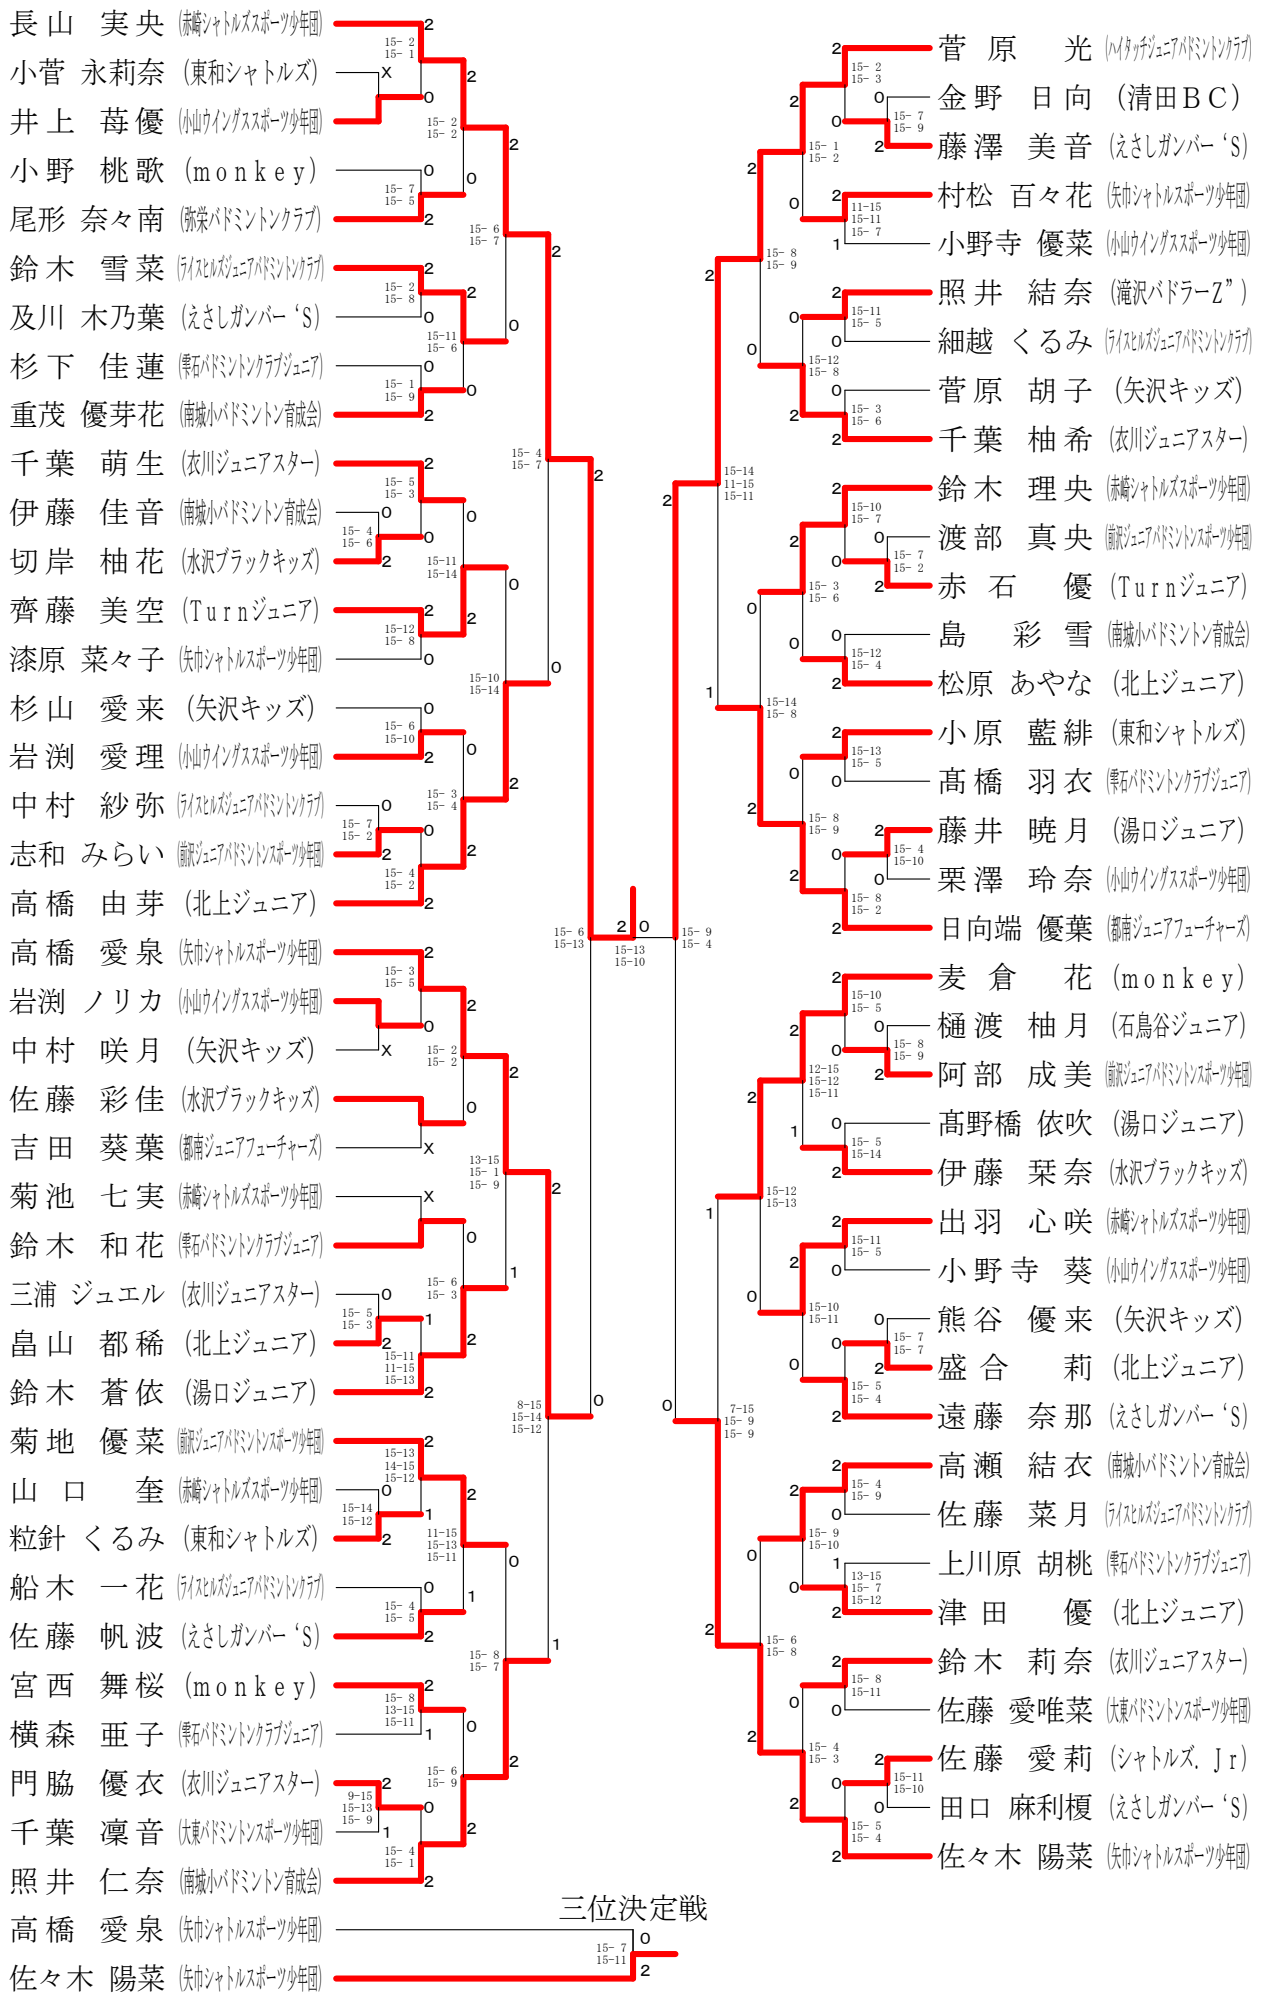 長山 実央 (赤崎シャトルズスポーツ少年団)
小菅 永莉奈 (東和シャトルズ)
井上 苺優 (小山ウイングススポーツ少年団)
小野 桃歌 (monkey)
尾形 奈々南 (弥栄バドミントンクラブ)
鈴木 雪菜 (ライスヒルズジュニアバドミントンクラブ)
及川 木乃葉 (えさしガンバー‘S)
杉下 佳蓮 (雫石バドミントンクラブジュニア)
重茂 優芽花 (南城小バドミントン育成会)
千葉 萌生 (衣川ジュニアスター)
伊藤 佳音 (南城小バドミントン育成会)
切岸 柚花 (水沢ブラックキッズ)
齊藤 美空 (Turnジュニア)
漆原 菜々子 (矢巾シャトルスポーツ少年団)
杉山 愛来 (矢沢キッズ)
岩渕 愛理 (小山ウイングススポーツ少年団)
中村 紗弥 (ライスヒルズジュニアバドミントンクラブ)
志和 みらい (前沢ジュニアバドミントンスポーツ少年団)
高橋 由芽 (北上ジュニア)
高橋 愛泉 (矢巾シャトルスポーツ少年団)
岩渕 ノリカ (小山ウイングススポーツ少年団)
中村 咲月 (矢沢キッズ)
佐藤 彩佳 (水沢ブラックキッズ)
吉田 葵葉 (都南ジュニアフューチャーズ)
菊池 七実 (赤崎シャトルズスポーツ少年団)
鈴木 和花 (雫石バドミントンクラブジュニア)
三浦 ジュエル (衣川ジュニアスター)
畠山 都稀 (北上ジュニア)
鈴木 蒼依 (湯口ジュニア)
菊地 優菜 (前沢ジュニアバドミントンスポーツ少年団)
山口 奎 (赤崎シャトルズスポーツ少年団)
粒針 くるみ (東和シャトルズ)
船木 一花 (ライスヒルズジュニアバドミントンクラブ)
佐藤 帆波 (えさしガンバー‘S)
宮西 舞桜 (monkey)
横森 亜子 (雫石バドミントンクラブジュニア)
門脇 優衣 (衣川ジュニアスター)
千葉 凜音 (大東バドミントンスポーツ少年団)
照井 仁奈 (南城小バドミントン育成会)
菅原 光 (ハイタッチジュニアバドミントンクラブ)
金野 日向 (清田BC)
藤澤 美音 (えさしガンバー‘S)
村松 百々花 (矢巾シャトルスポーツ少年団)
小野寺 優菜 (小山ウイングススポーツ少年団)
照井 結奈 (滝沢バドラーZ”)
細越 くるみ (ライスヒルズジュニアバドミントンクラブ)
菅原 胡子 (矢沢キッズ)
千葉 柚希 (衣川ジュニアスター)
鈴木 理央 (赤崎シャトルズスポーツ少年団)
渡部 真央 (前沢ジュニアバドミントンスポーツ少年団)
赤石 優 (Turnジュニア)
島 彩雪 (南城小バドミントン育成会)
松原 あやな (北上ジュニア)
小原 藍緋 (東和シャトルズ)
髙橋 羽衣 (雫石バドミントンクラブジュニア)
藤井 暁月 (湯口ジュニア)
栗澤 玲奈 (小山ウイングススポーツ少年団)
日向端 優葉 (都南ジュニアフューチャーズ)
麦倉 花 (monkey)
樋渡 柚月 (石鳥谷ジュニア)
阿部 成美 (前沢ジュニアバドミントンスポーツ少年団)
髙野橋 依吹 (湯口ジュニア)
伊藤 栞奈 (水沢ブラックキッズ)
出羽 心咲 (赤崎シャトルズスポーツ少年団)
小野寺 葵 (小山ウイングススポーツ少年団)
熊谷 優来 (矢沢キッズ)
盛合 莉 (北上ジュニア)
遠藤 奈那 (えさしガンバー‘S)
高瀬 結衣 (南城小バドミントン育成会)
佐藤 菜月 (ライスヒルズジュニアバドミントンクラブ)
上川原 胡桃 (雫石バドミントンクラブジュニア)
津田 優 (北上ジュニア)
鈴木 莉奈 (衣川ジュニアスター)
佐藤 愛唯菜 (大東バドミントンスポーツ少年団)
佐藤 愛莉 (シャトルズ.Jr)
田口 麻利榎 (えさしガンバー‘S)
佐々木 陽菜 (矢巾シャトルスポーツ少年団)
15- 6
15-13
2 0
15-13
15-10
15- 9
15- 4
三位決定戦
高橋 愛泉 (矢巾シャトルスポーツ少年団)
0
15- 7
15-11
2
佐々木 陽菜 (矢巾シャトルスポーツ少年団)